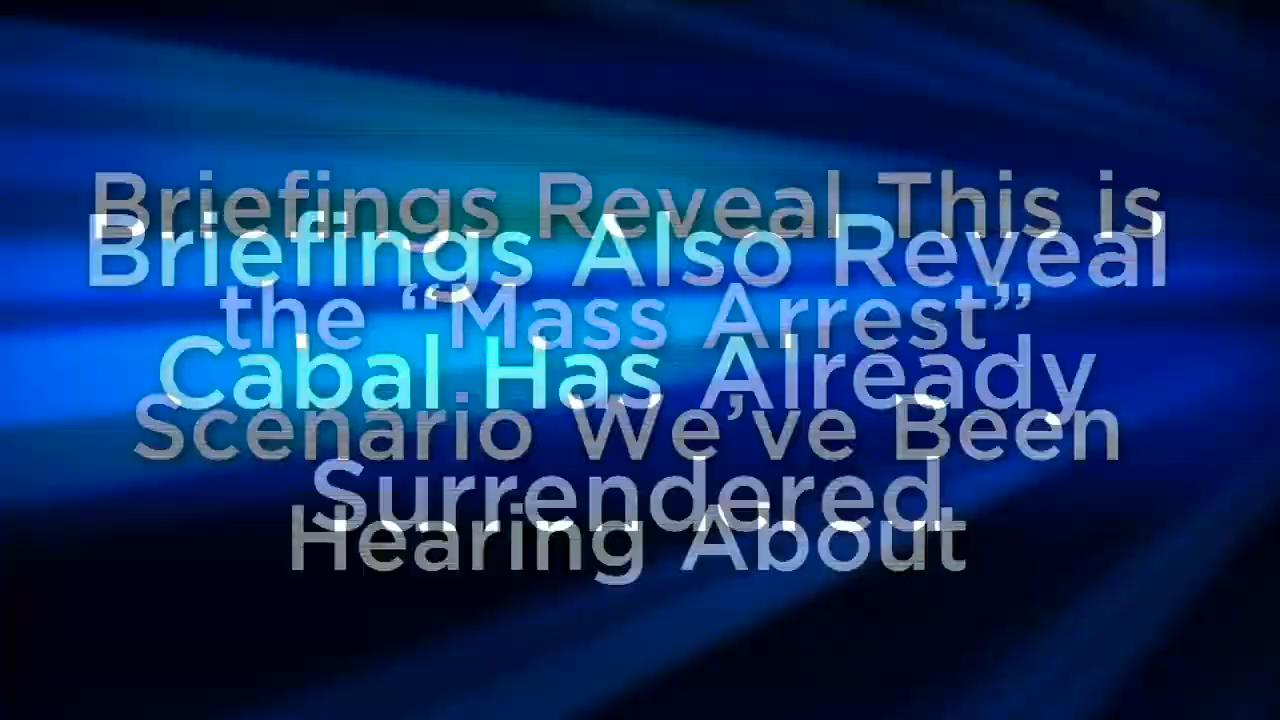 Briefings Reveal This is
Briefings Also Reveal
the “Mass Arrest”
Cabal Has Already
Scenario We’ve Been
Surrendered
Hearing About